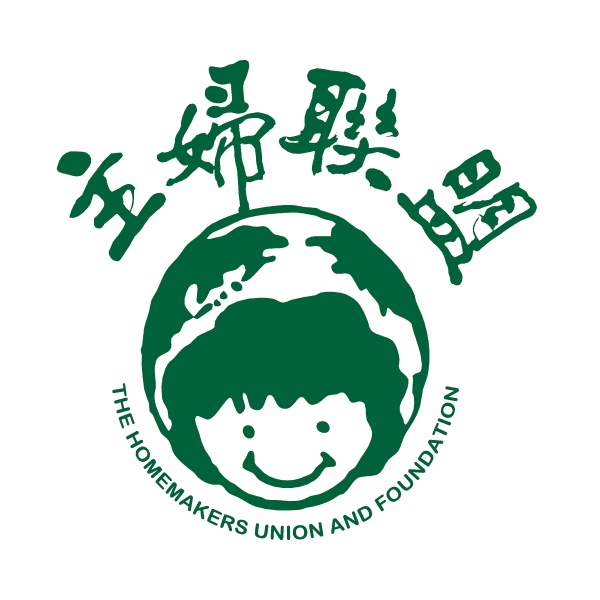 主婦聯盟
THE HOMEMAKERS UNION AND FOUNDATION